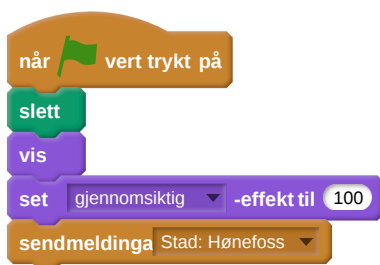 når vert trykt på
slett
vis
set gjennomsiktig -effekt til 100
sendmeldinga Stad: Hønefoss